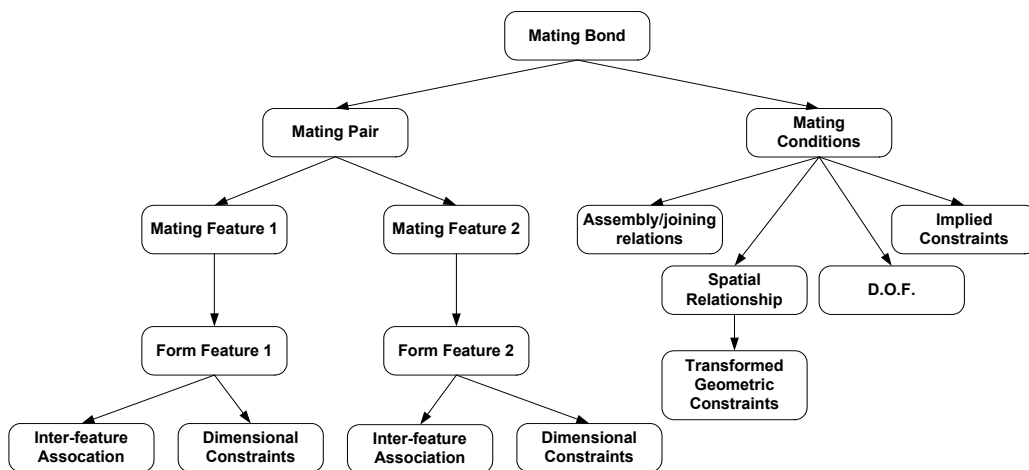 Mating Bond
Mating Pair
Mating
Conditions
Mating Feature 1
Mating Feature 2
Assembly/joining
relations
Implied
Constraints
Spatial
Relationship
D.O.F.
Form Feature 1
Form Feature 2
Transformed
Geometric
Constraints
Inter-feature
Assocation
Dimensional
Constraints
Inter-feature
Association
Dimensional
Constraints